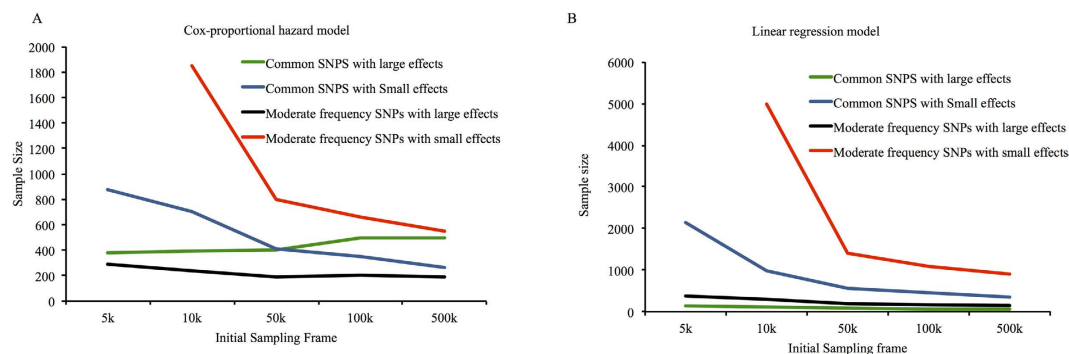 A
Cox-proportional hazard model
2000
1800
1600
1400
1200
1000
800
600
400
200
0
Sample Size
Common SNPS with large effects
Common SNPS with Small effects
Moderate frequency SNPs with large effects
Moderate frequency SNPs with small effects
5k 10k 50k 100k 500k
Initial Sampling Frame
B
Linear regression model
6000
5000
4000
3000
2000
1000
0
Sample size
Common SNPS with large effects
Common SNPS with Small effects
Moderate frequency SNPs with large effects
Moderate frequency SNPs with small effects
5k 10k 50k 100k 500k
Initial Sampling frame